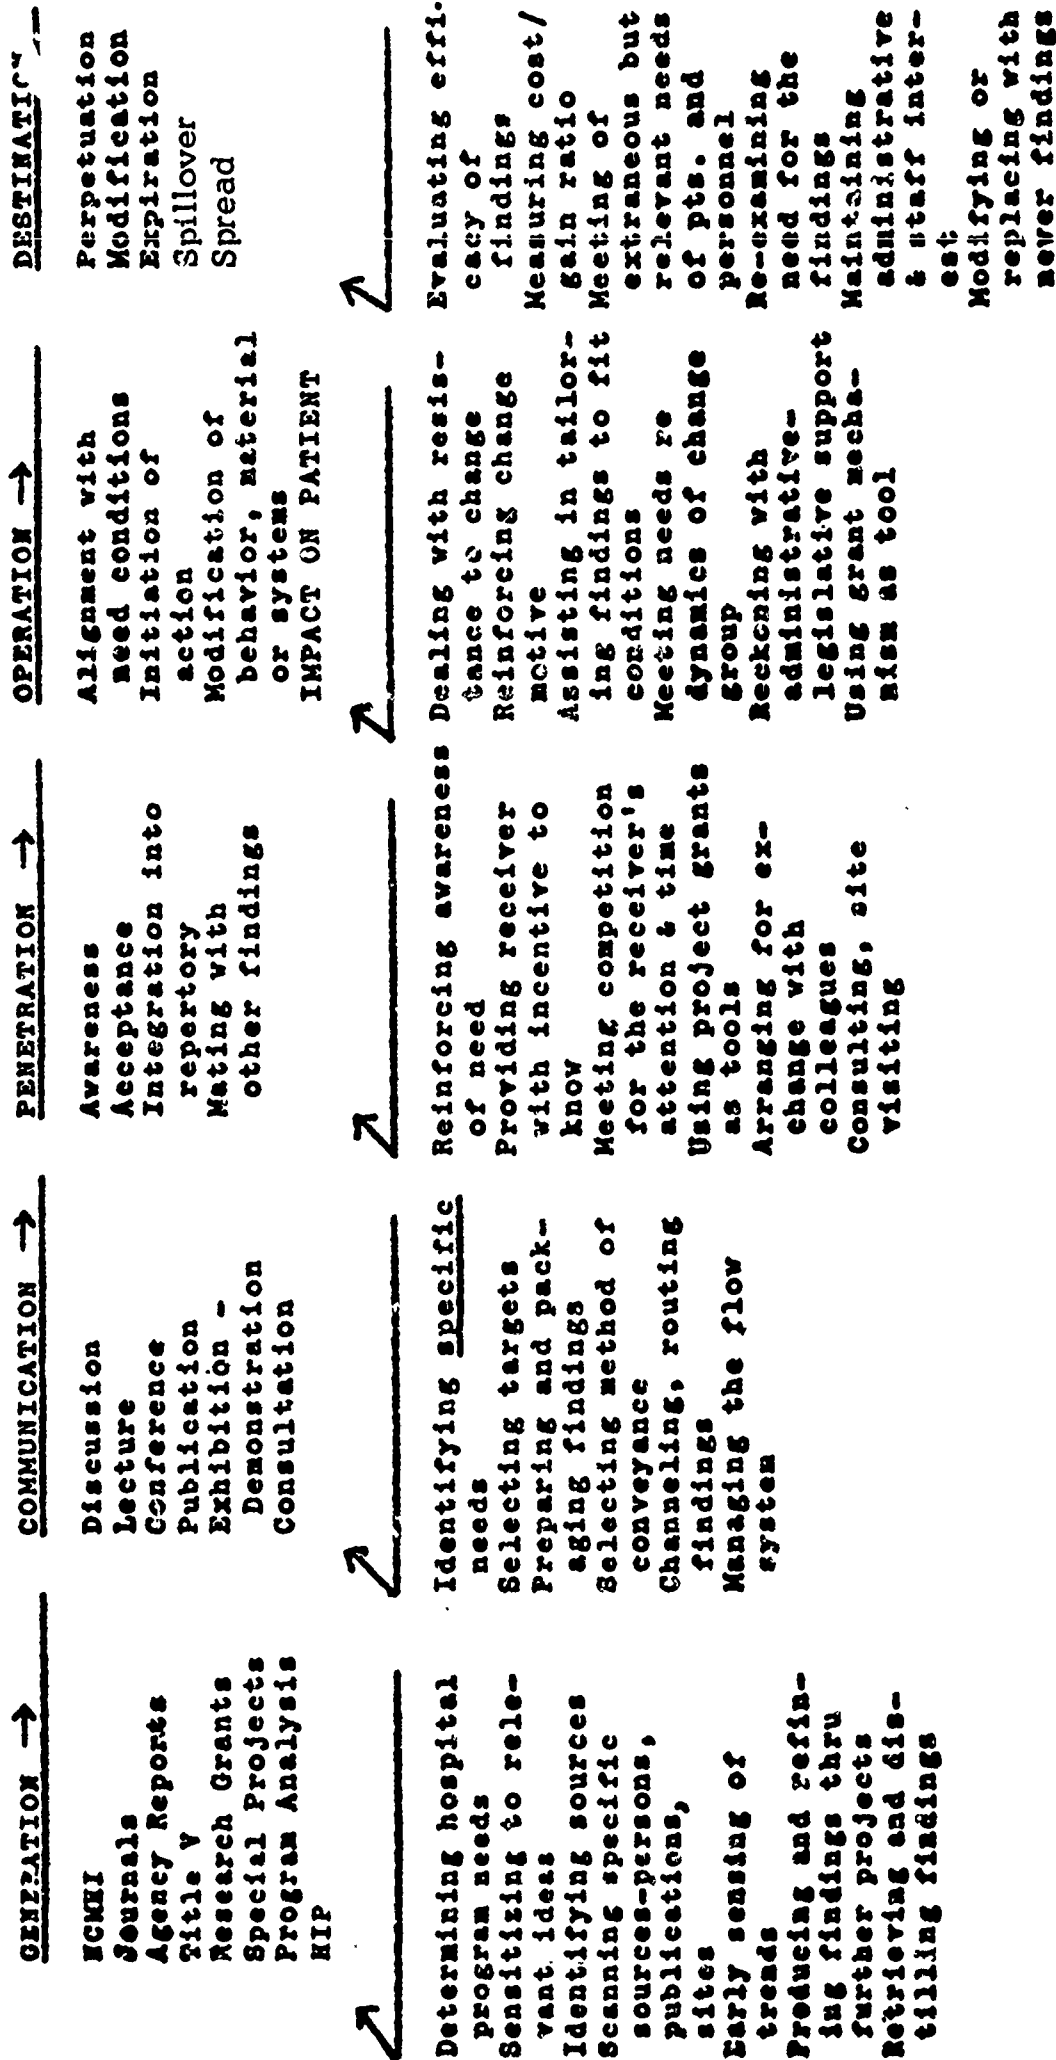 GENERATION →
NCMHI
Journals
Agency Reports
Title V
Research Grants
Special Projects
Program Analysis
HIP
COMMUNICATION →
Discussion
Lecture
Conference
Publication
Exhibition -
Demonstration
Consultation
PENETRATION →
Awareness
Acceptance
Integration into
repertory
Mating with
other findings
OPERATION →
Alignment with
need conditions
Initiation of
action
Modification of
behavior, material
or systems
IMPACT ON PATIENT
DESTINATION
Perpetuation
Modification
Expiration
Spillover
Spread
Determining hospital
program needs
Sensitizing to rele-
vant ideas
Identifying sources
Scanning specific
sources-persons,
publications,
sites
Early sensing of
trends
Producing and refin-
ing findings thru
further projects
Retrieving and dis-
tilling findings
Identifying specific
needs
Selecting targets
Preparing and pack-
aging findings
Selecting method of
conveyance
Channeling, routing
findings
Managing the flow
system
Reinforcing awareness
of need
Providing receiver
with incentive to
know
Meeting competition
for the receiver's
attention & time
Using project grants
as tools
Arranging for ex-
change with
colleagues
Consulting, site
visiting
Dealing with resis-
tance to change
Reinforcing change
motive
Assisting in tailor-
ing findings to fit
conditions
Meeting needs re
dynamics of change
group
Reckoning with
administrative-
legislative support
Using grant mecha-
nism as tool
Evaluating effi-
cacy of
findings
Measuring cost/
gain ratio
Meeting of
extraneous but
relevant needs
of pts. and
personnel
Re-examining
need for the
findings
Maintaining
administrative
& staff inter-
est
Modifying or
replacing with
newer findings